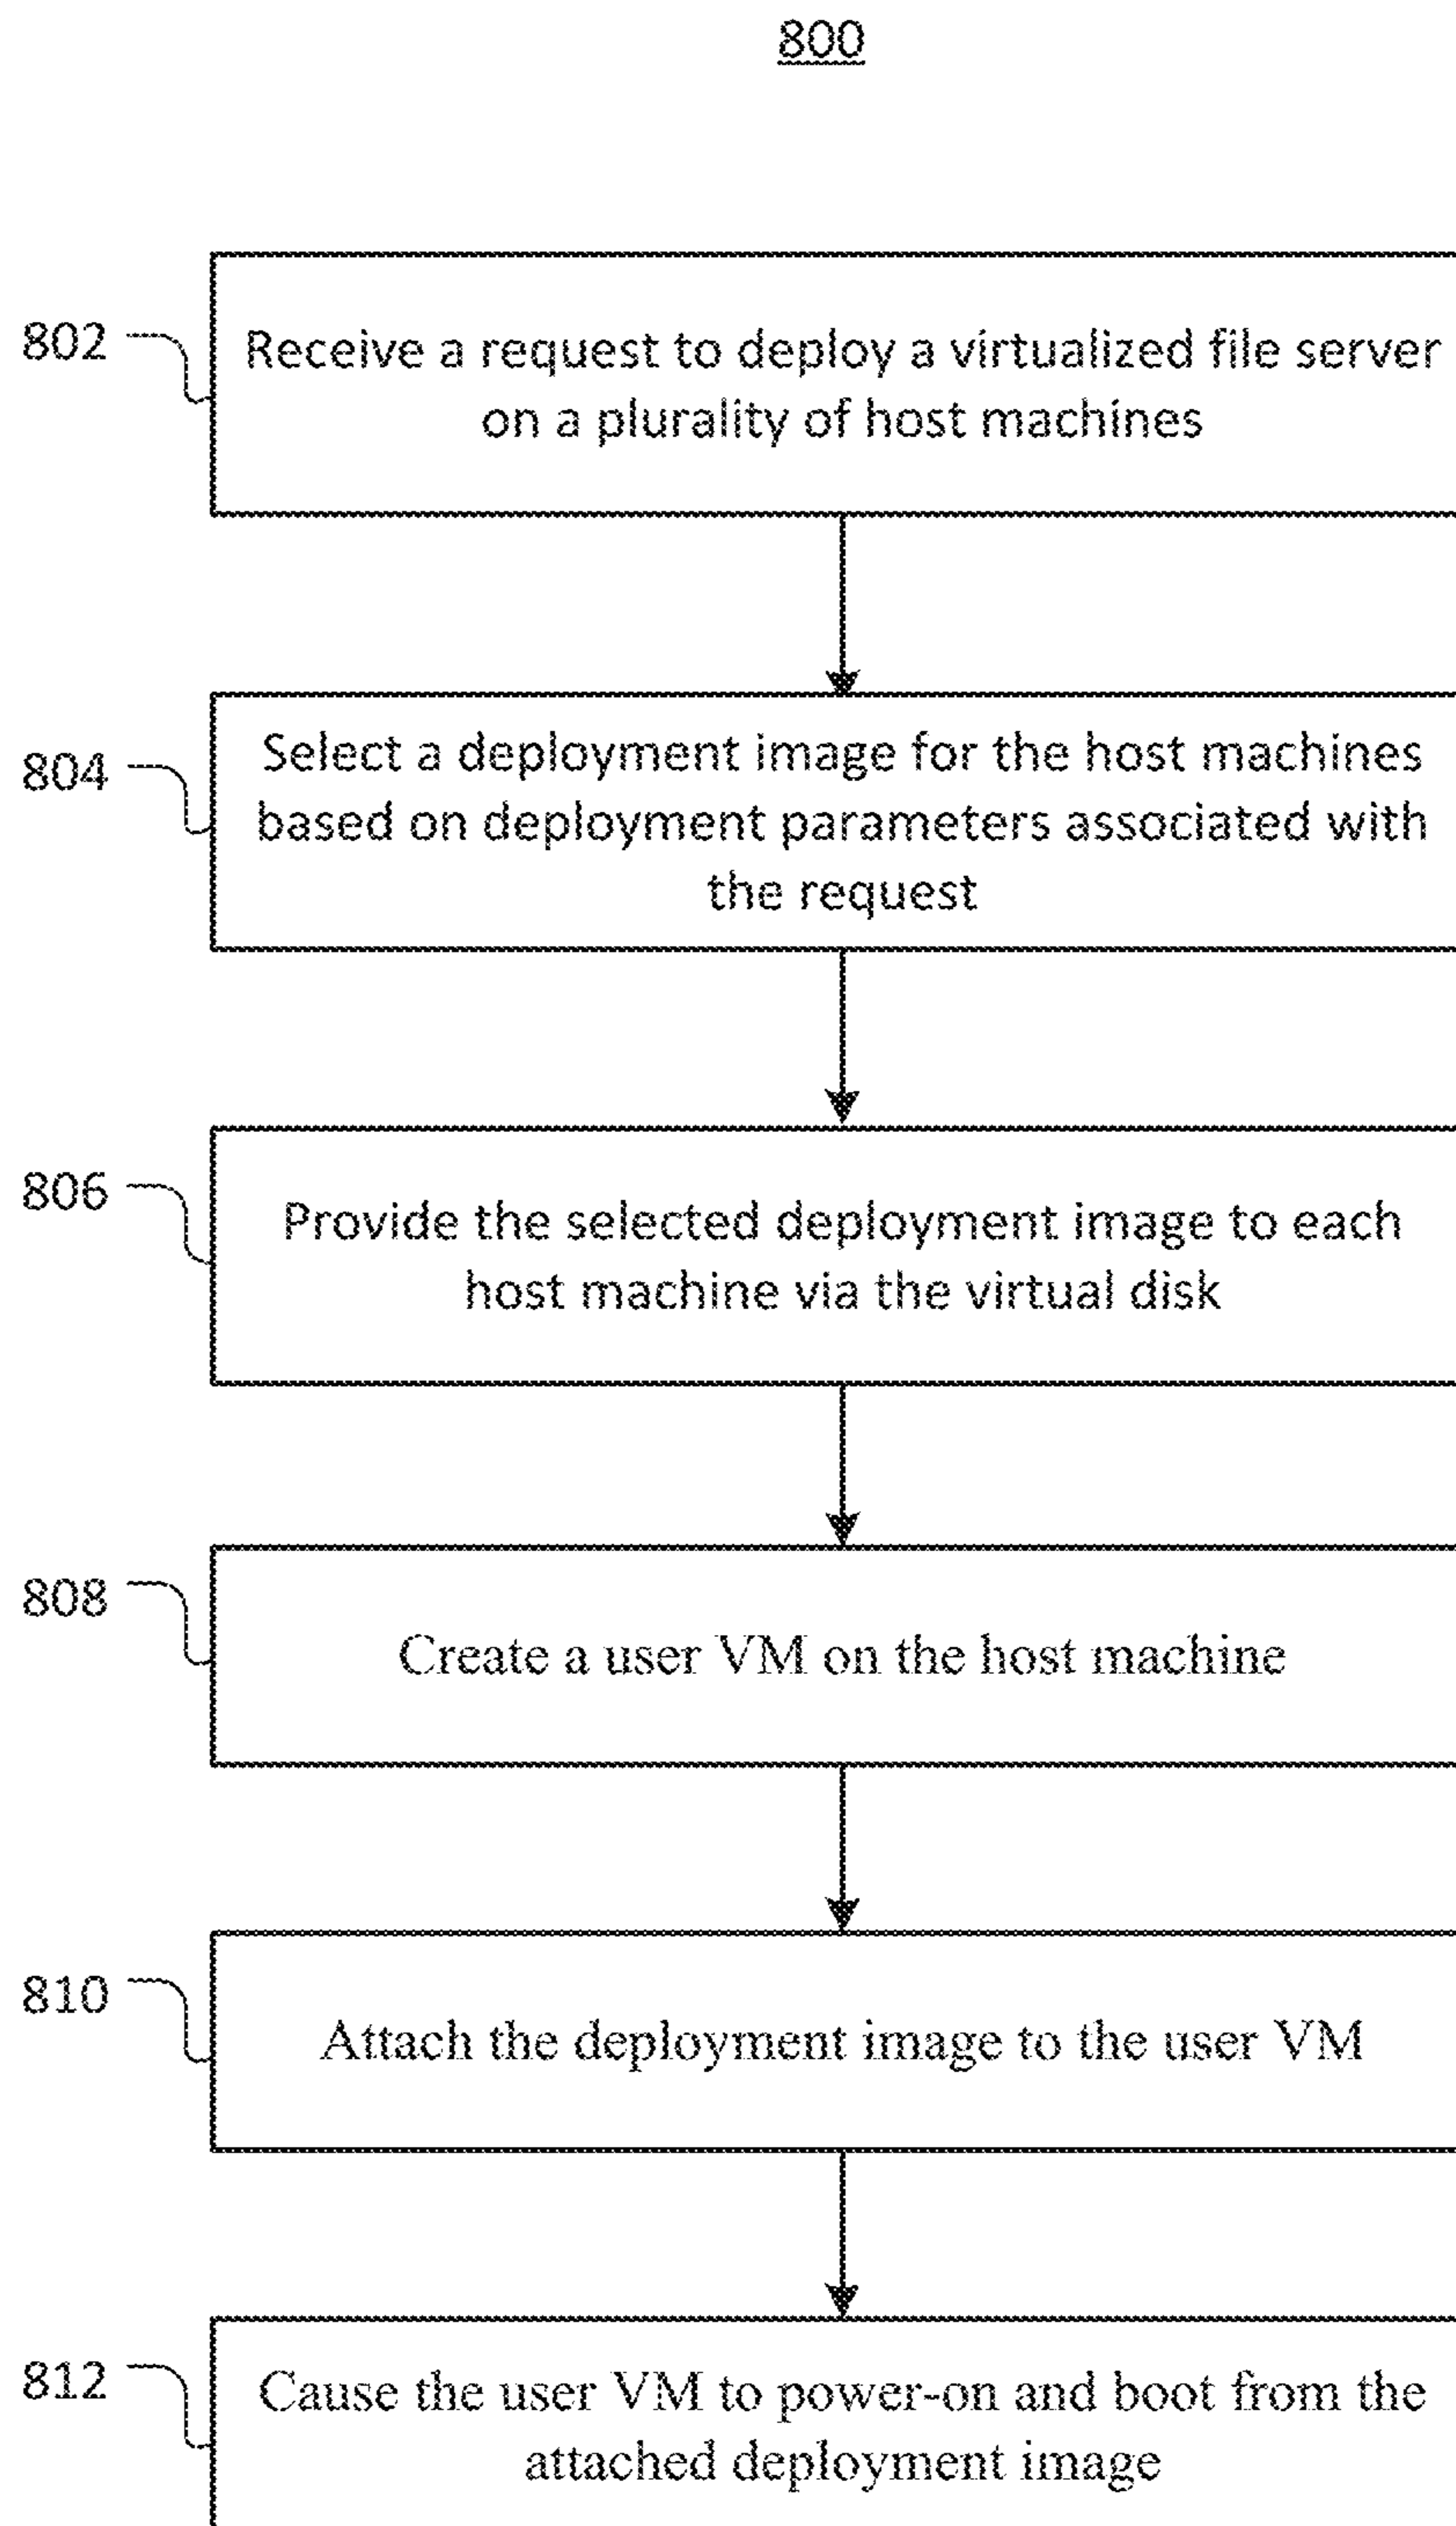 800
802
Receive a request to deploy a virtualized file server
on a plurality of host machines
804
Select a deployment image for the host machines
based on deployment parameters associated with
the request
806
Provide the selected deployment image to each
host machine via the virtual disk
808
Create a user VM on the host machine
810
Attach the deployment image to the user VM
812
Cause the user VM to power-on and boot from the
attached deployment image